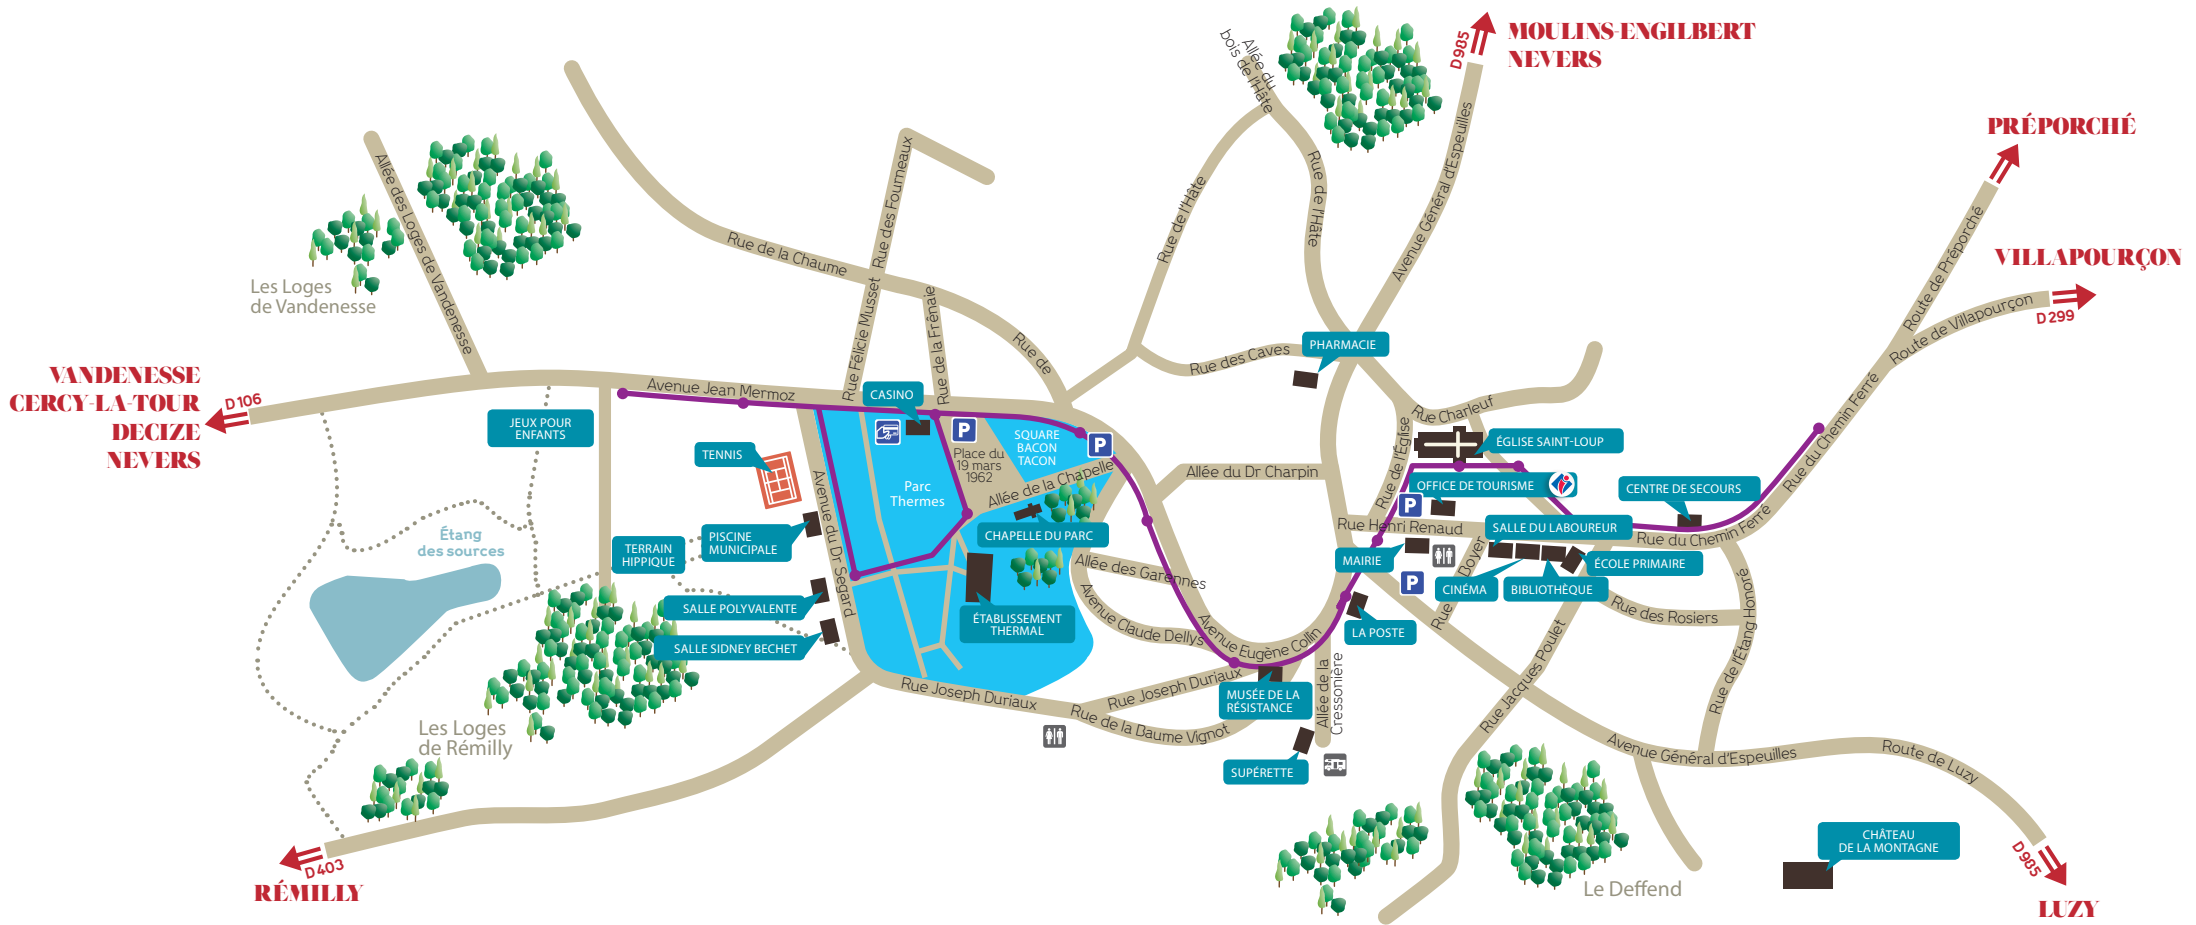 MOULINS-ENGILBERT
NEVERS
D985
Allée du
bois de l'Hâte
Rue de l'Hâte
Rue de l'Hâte
Avenue Général d'Espeuilles
PRÉPORCHÉ
Route de Préporché
VILLAPOURÇON
D 299
Route de Villapourçon
Allée des Loges de Vandenesse
Les Loges
de Vandenesse
Rue de la Chaume
Rue des Fourneaux
Rue Félicie Musset
Rue de la Frênaie
Rue de
Rue des Caves
PHARMACIE
VANDENESSE
CERCY-LA-TOUR
DECIZE
NEVERS
D106
Avenue Jean Mermoz
CASINO
P
SQUARE
BACON
TACON
P
Place du
19 mars
1962
Allée de la Chapelle
Parc
Thermes
JEUX POUR
ENFANTS
TENNIS
Avenue du Dr Segard
PISCINE
MUNICIPALE
TERRAIN
HIPPIQUE
CHAPELLE DU PARC
Étang
des sources
SALLE POLYVALENTE
SALLE SIDNEY BECHET
ÉTABLISSEMENT
THERMAL
Allée des Garennes
Avenue Claude Dellys
Avenue Eugène Collin
Allée du Dr Charpin
Rue Charleuf
Rue de l'Église
ÉGLISE SAINT-LOUP
OFFICE DE TOURISME
P
Rue Henri Renaud
SALLE DU LABOUREUR
CENTRE DE SECOURS
Rue du Chemin Ferré
Rue du Chemin Ferré
MAIRIE
P
Rue Boyer
CINÉMA
BIBLIOTHÈQUE
ÉCOLE PRIMAIRE
Rue des Rosiers
Rue de l'Étang Honoré
LA POSTE
Rue Jacques Poulet
Rue Joseph Duriaux
Rue Joseph Duriaux
Rue de la Baume Vignot
MUSÉE DE LA
RÉSISTANCE
Allée de la
Cressonière
SUPÉRETTE
Les Loges
de Rémilly
D403
RÉMILLY
Avenue Général d'Espeuilles
Route de Luzy
Le Deffend
CHÂTEAU
DE LA MONTAGNE
D985
LUZY